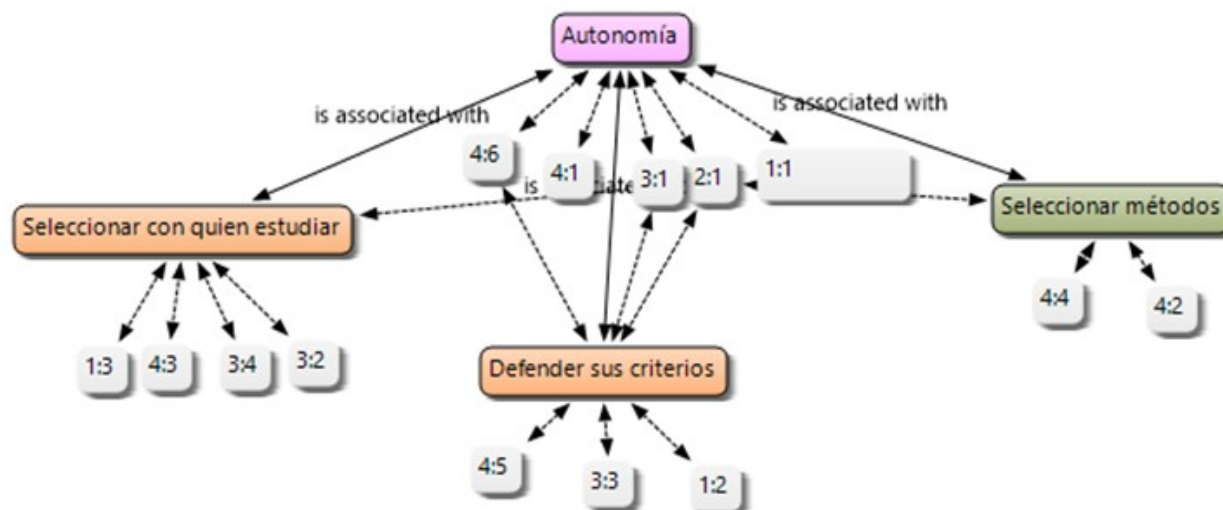 Autonomía
is associated with
is associated with
4:6
4:1
3:1
2:1
1:1
is
ciate
Seleccionar con quien estudiar
Seleccionar métodos
4:4
4:2
1:3
4:3
3:4
3:2
Defender sus criterios
4:5
3:3
1:2